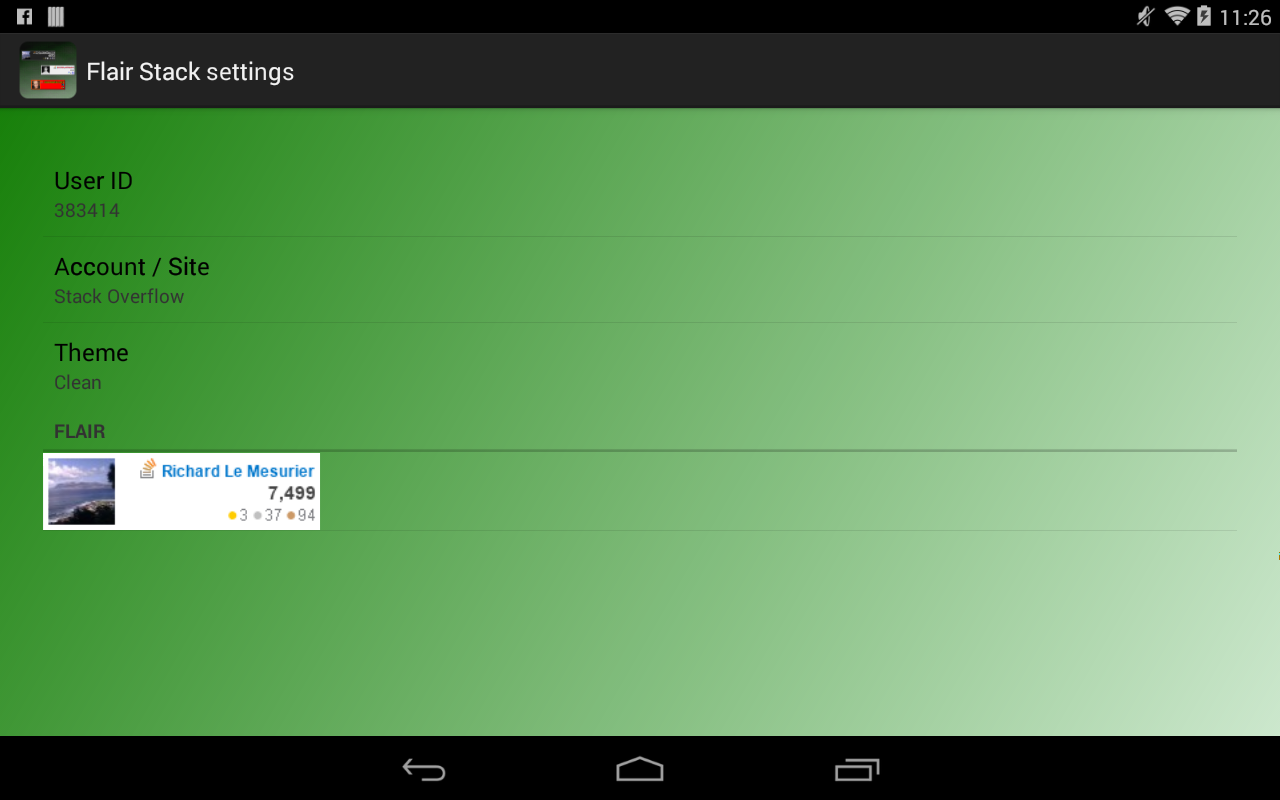 11:26
Flair Stack settings
User ID
383414
Account / Site
Stack Overflow
Theme
Clean
FLAIR
Richard Le Mesurier
7,499
3 37 94